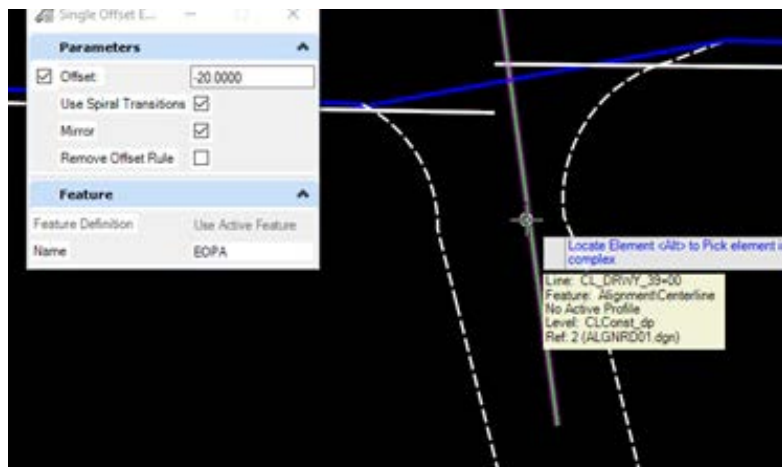 Single Offset E...
Parameters
Offset: -20.0000
Use Spiral Transitions
Mirror
Remove Offset Rule
Feature
Feature Definition Use Active Feature
Name EOPA
Locate Element <Alt> to Pick element i
complex
Line: CL_DRWY_39+00
Feature: Alignment\Centerline
No Active Profile
Level: CLConst_dp
Ref: 2 (ALGNRD01.dgn)